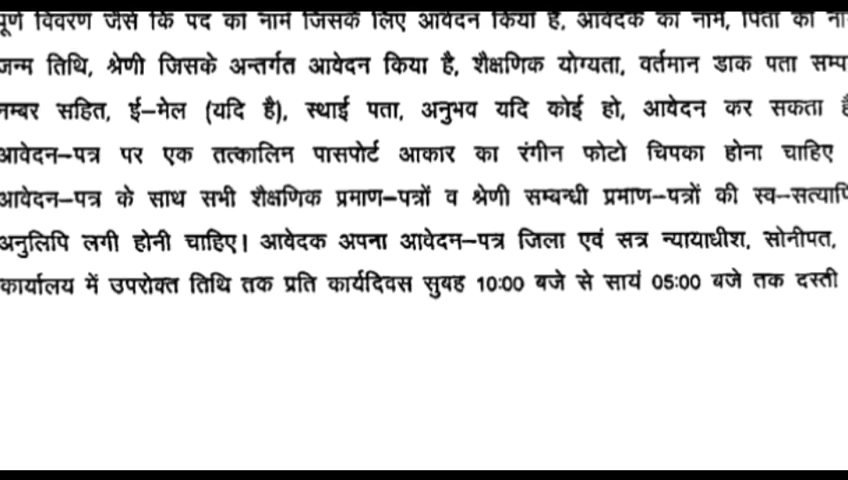 पूर्ण विवरण जैसे कि पद का नाम जिसके लिए आवेदन किया है, आवेदक का नाम, पिता का
जन्म तिथि, श्रेणी जिसके अन्तर्गत आवेदन किया है, शैक्षणिक योग्यता, वर्तमान डाक पता
नम्बर सहित, ई–मेल (यदि है), स्थाई पता, अनुभव यदि कोई हो, आवेदन कर सकता है
आवेदन–पत्र पर एक तत्कालिन पासपोर्ट आकार का रंगीन फोटो चिपका होना चाहिए
आवेदन–पत्र के साथ सभी शैक्षणिक प्रमाण–पत्रों व श्रेणी सम्बन्धी प्रमाण–पत्रों की
अनुलिपि लगी होनी चाहिए। आवेदक अपना आवेदन–पत्र जिला एवं सत्र न्यायाधीश, सोनीपत,
कार्यालय में उपरोक्त तिथि तक प्रति कार्यदिवस सुबह 10:00 बजे से सायं 05:00 बजे तक दस्ती